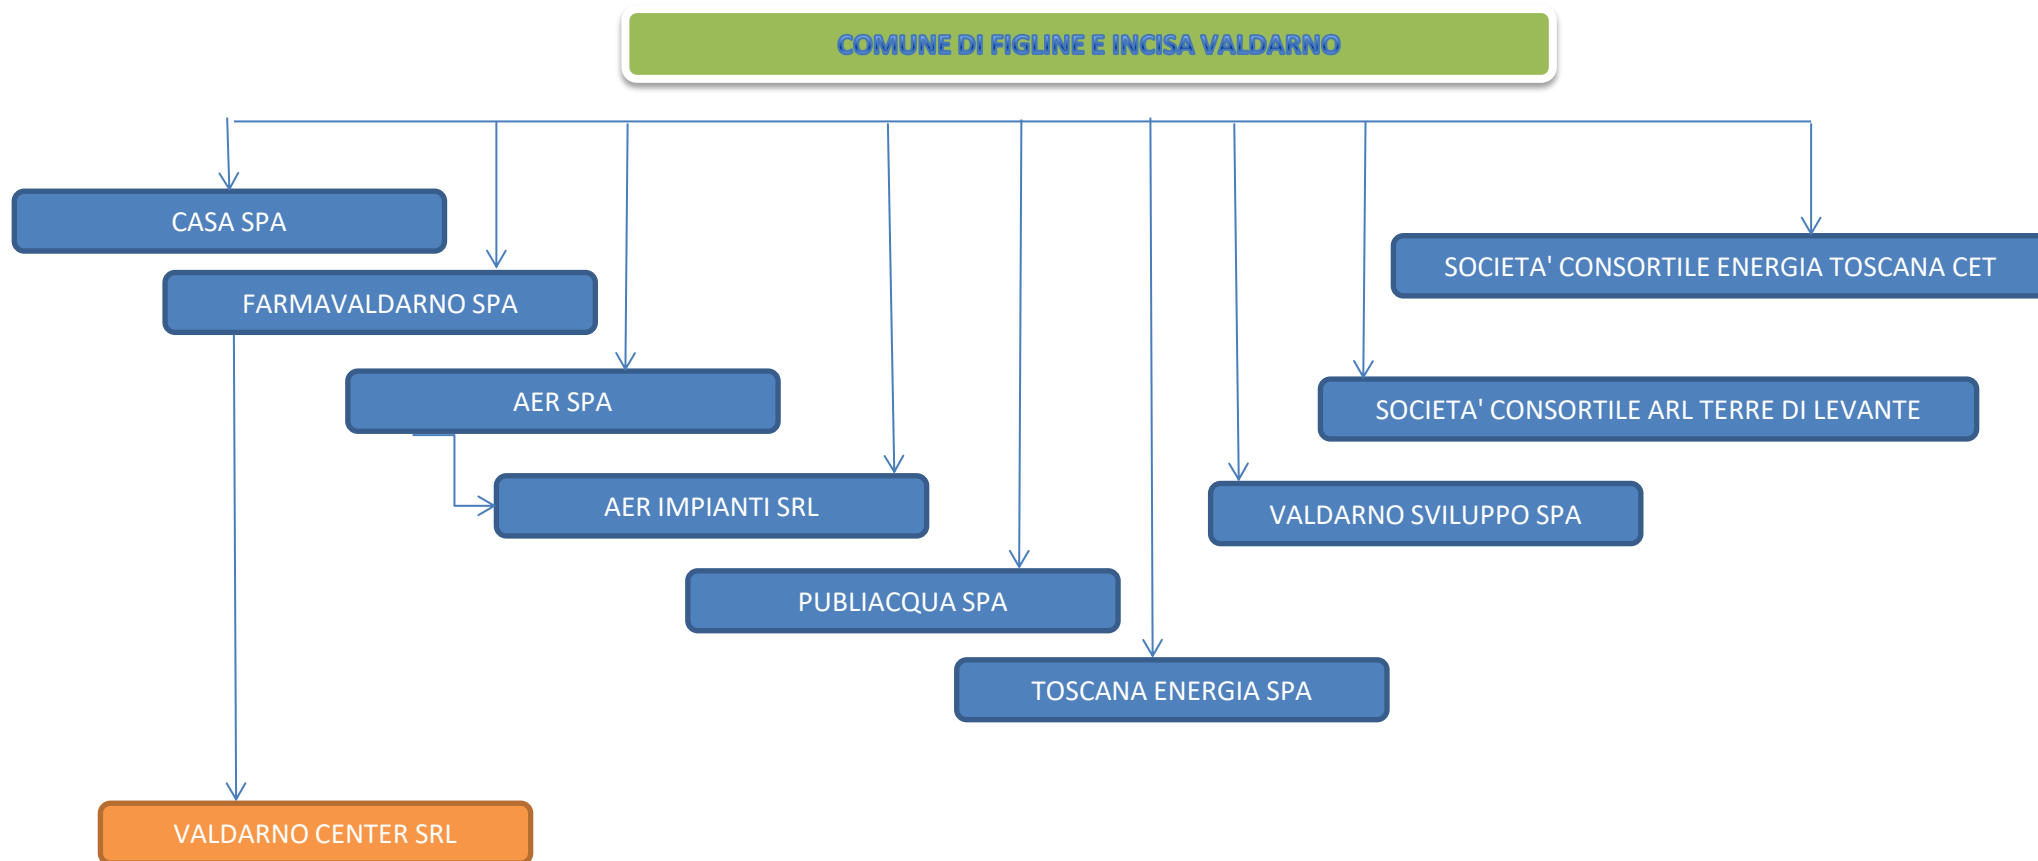 COMUNE DI FIGLINE E INCISA VALDARNO
CASA SPA
SOCIETA' CONSORTILE ENERGIA TOSCANA CET
FARMAVALDARNO SPA
AER SPA
SOCIETA' CONSORTILE ARL TERRE DI LEVANTE
AER IMPIANTI SRL
VALDARNO SVILUPPO SPA
PUBLIACQUA SPA
TOSCANA ENERGIA SPA
VALDARNO CENTER SRL